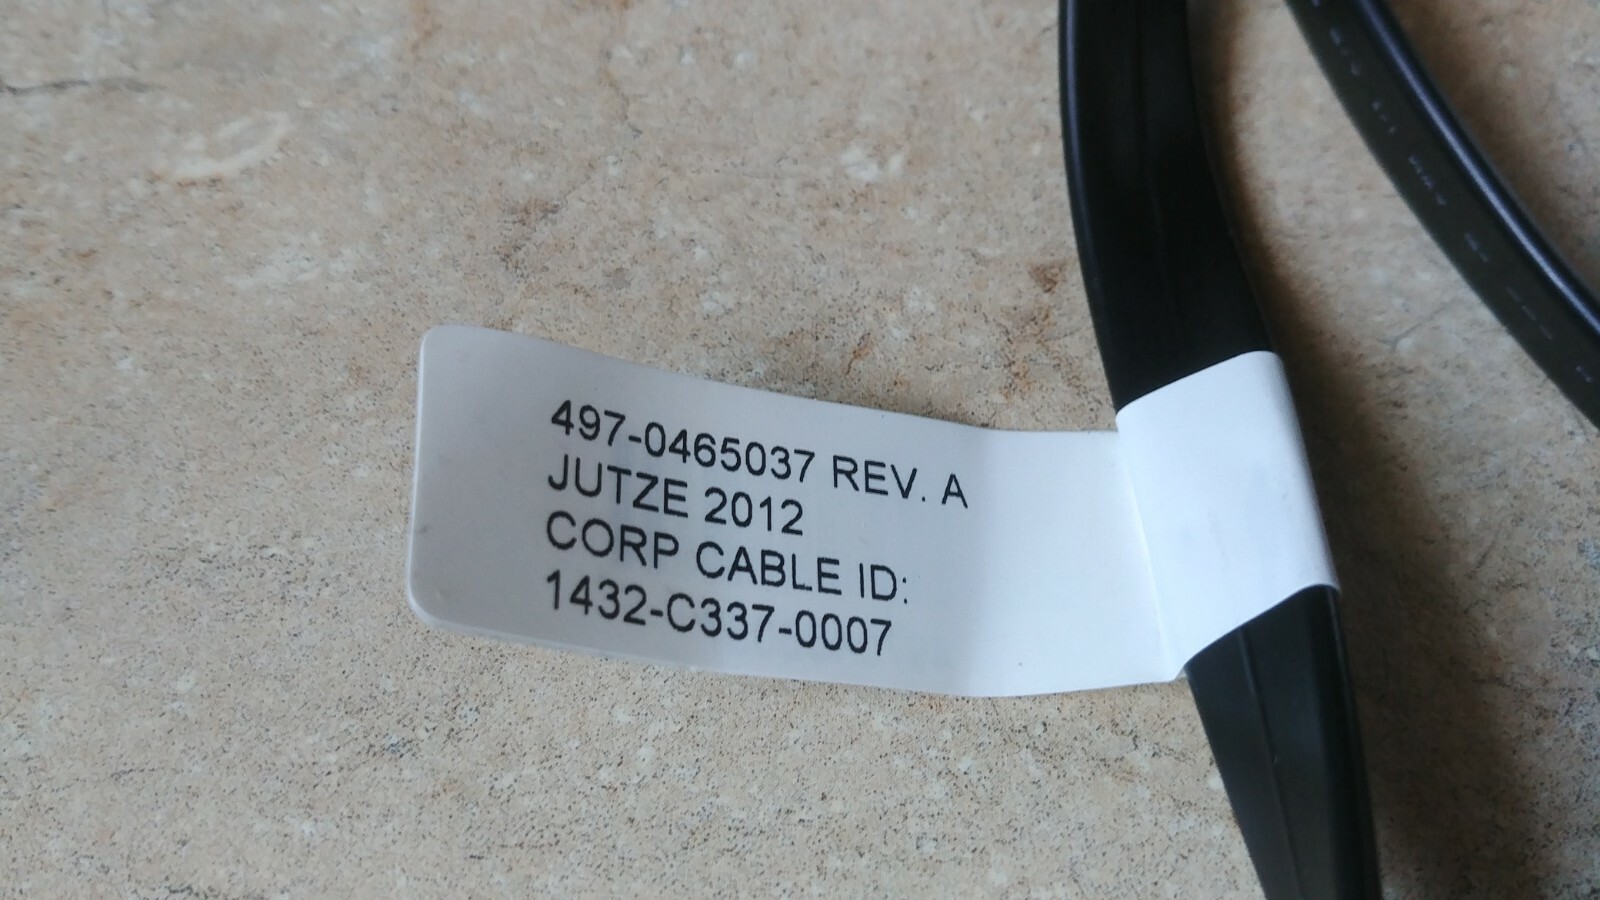 497-0465037 REV. A
JUTZE 2012
CORP CABLE ID:
1432-C337-0007